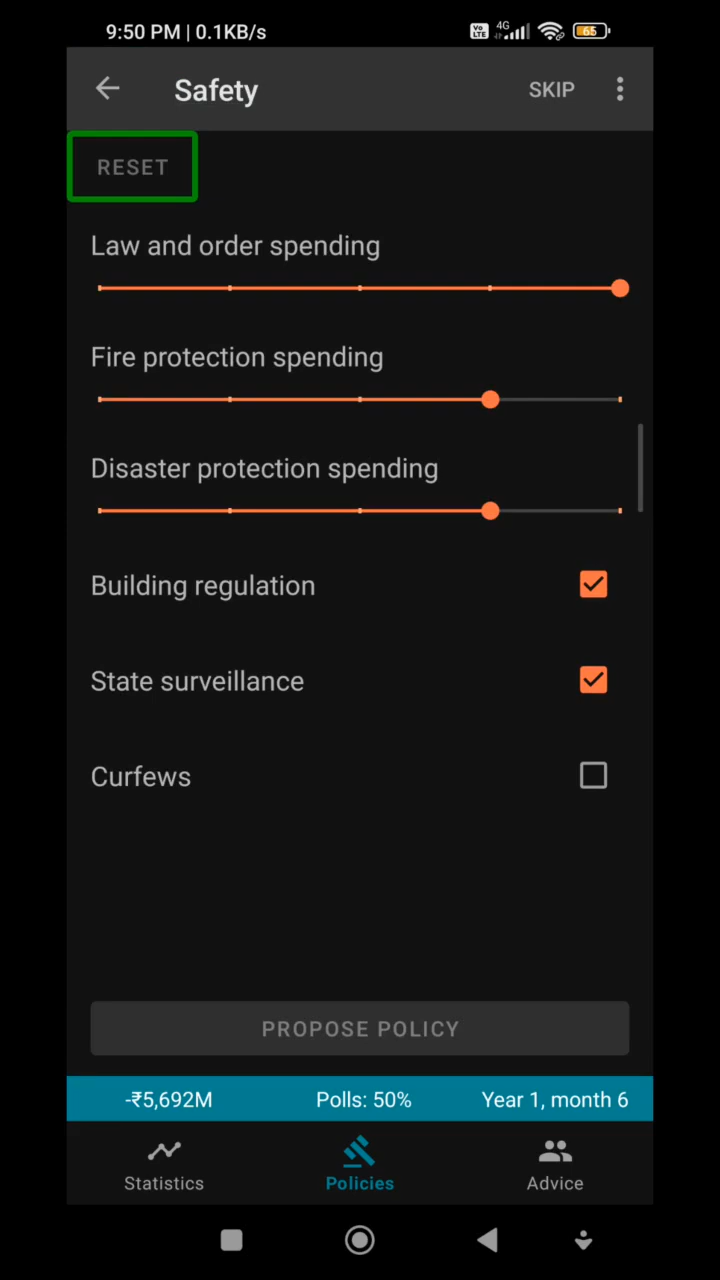 9:50 PM | 0.1KB/s
Vo LTE 4G 65
Safety SKIP
RESET
Law and order spending
Fire protection spending
Disaster protection spending
Building regulation
State surveillance
Curfews
PROPOSE POLICY
-₹5,692M Polls: 50% Year 1, month 6
Statistics Policies Advice